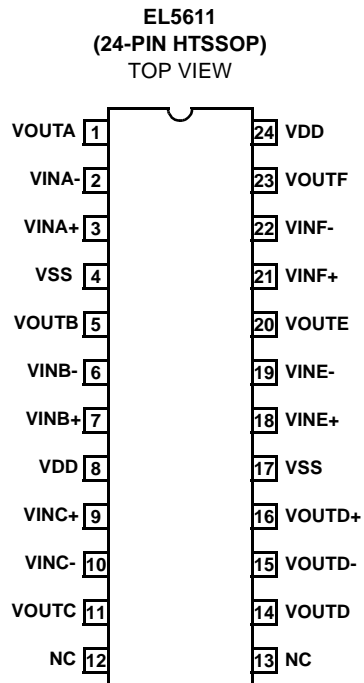 EL5611
(24-PIN HTSSOP)
TOP VIEW
VOUTA 1
VINA- 2
VINA+ 3
VSS 4
VOUTB 5
VINB- 6
VINB+ 7
VDD 8
VINC+ 9
VINC- 10
VOUTC 11
NC 12
24 VDD
23 VOUTF
22 VINF-
21 VINF+
20 VOUTE
19 VINE-
18 VINE+
17 VSS
16 VOUTD+
15 VOUTD-
14 VOUTD
13 NC